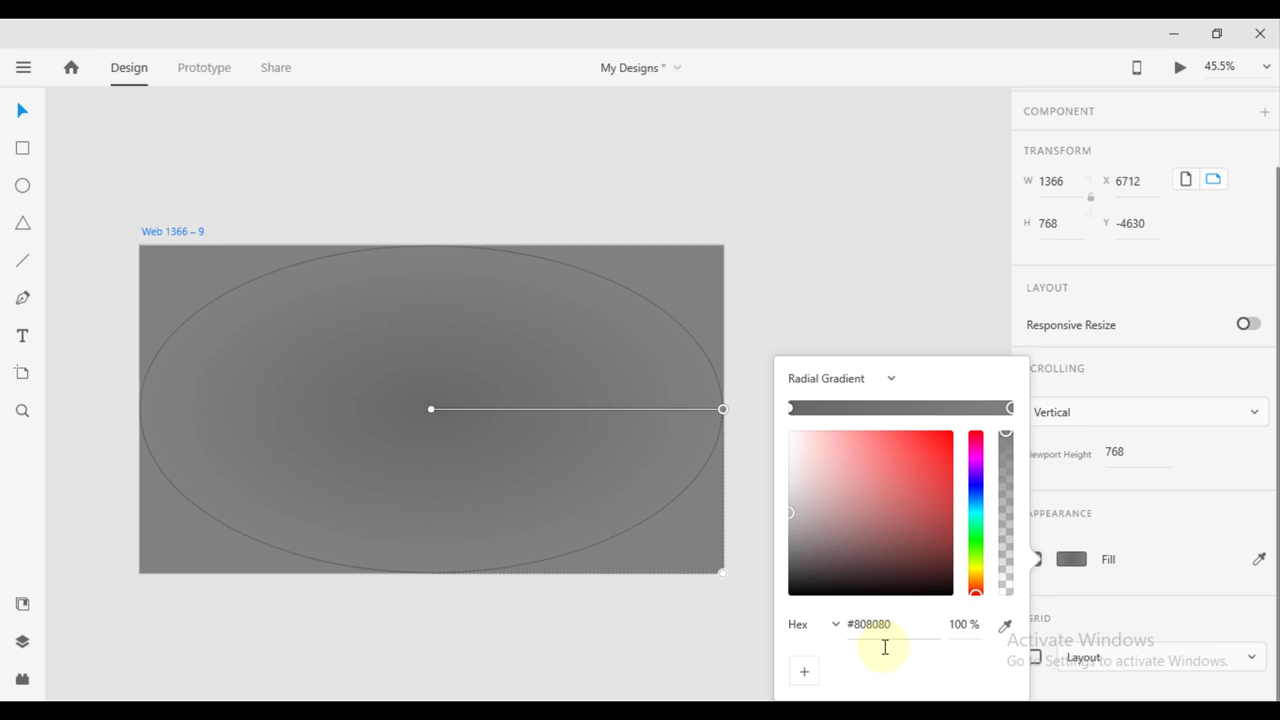 Design Prototype Share My Designs * 45.5%
COMPONENT +
TRANSFORM
W 1366 X 6712
H 768 Y -4630
Web 1366 – 9
LAYOUT
Responsive Resize
CROLLING
Vertical
iewport Height 768
APPEARANCE
Fill
GRID
Layout
Radial Gradient
Hex #808080 100 %
+
Activate Windows
Go to Settings to activate Windows.